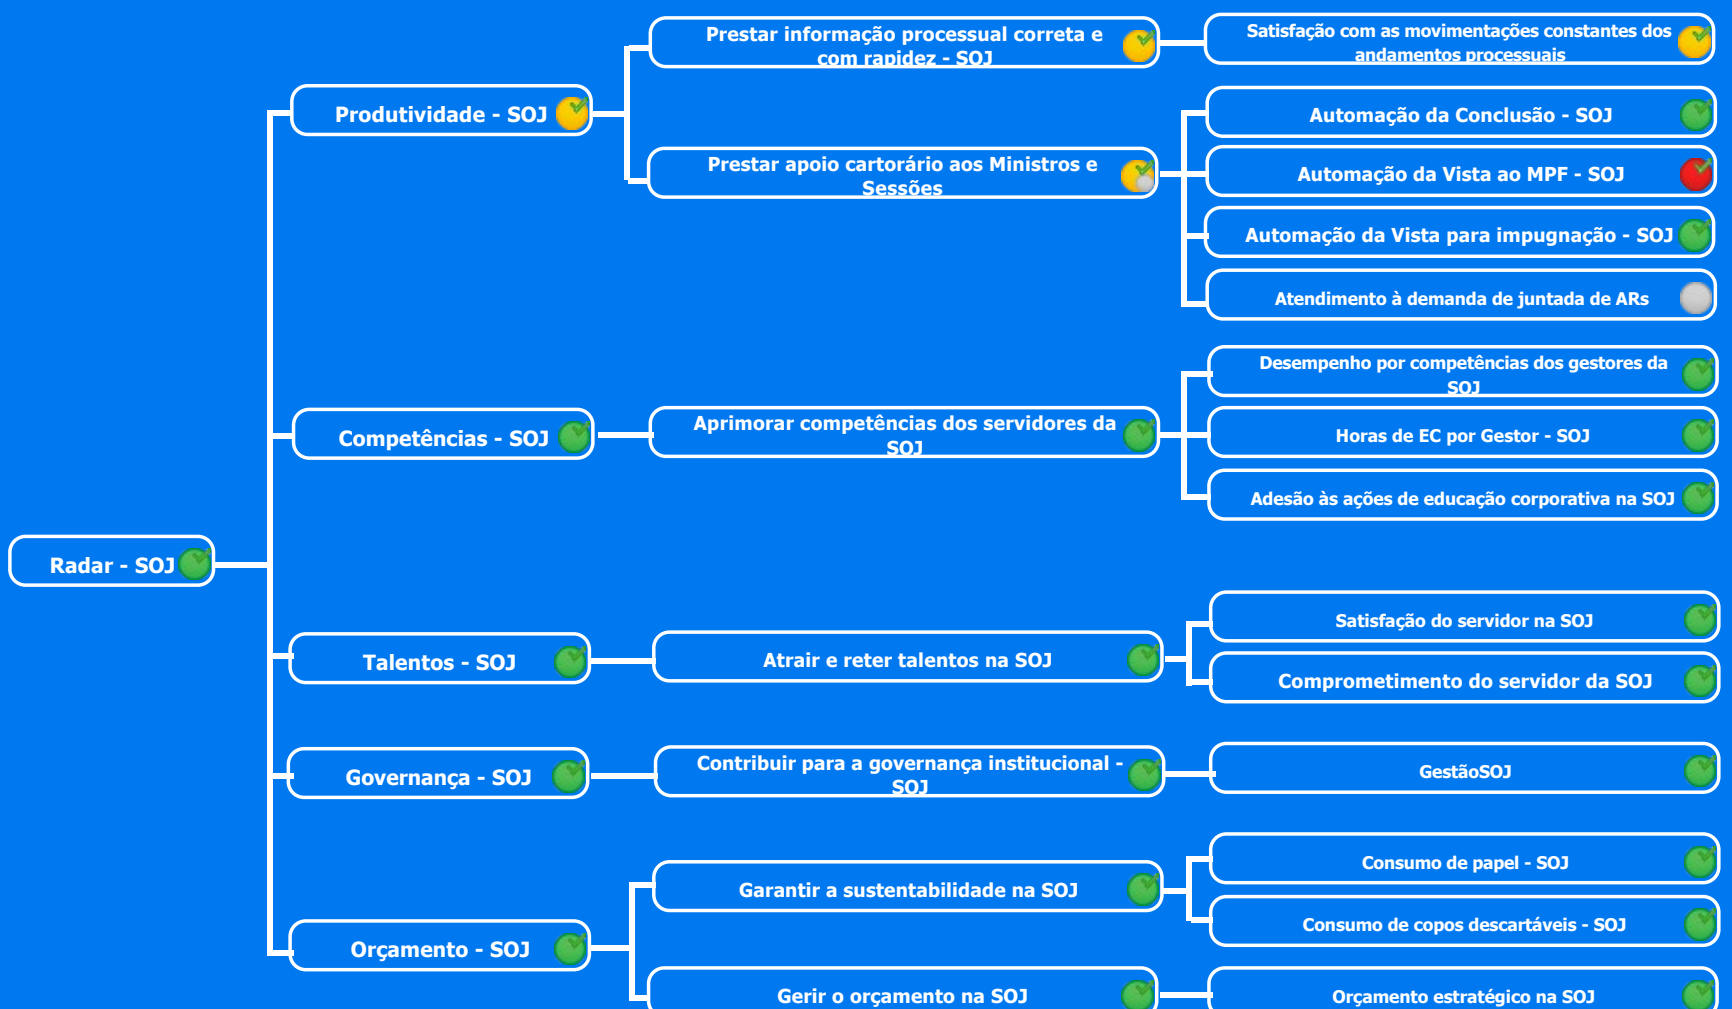 Prestar informação processual correta e
com rapidez - SOJ
Satisfação com as movimentações constantes dos
andamentos processuais
Produtividade - SOJ
Automação da Conclusão - SOJ
Prestar apoio cartorário aos Ministros e
Sessões
Automação da Vista ao MPF - SOJ
Automação da Vista para impugnação - SOJ
Atendimento à demanda de juntada de ARs
Desempenho por competências dos gestores da
SOJ
Competências - SOJ
Aprimorar competências dos servidores da
SOJ
Horas de EC por Gestor - SOJ
Adesão às ações de educação corporativa na SOJ
Radar - SOJ
Satisfação do servidor na SOJ
Talentos - SOJ
Atrair e reter talentos na SOJ
Comprometimento do servidor da SOJ
Governança - SOJ
Contribuir para a governança institucional -
SOJ
GestãoSOJ
Consumo de papel - SOJ
Garantir a sustentabilidade na SOJ
Consumo de copos descartáveis - SOJ
Orçamento - SOJ
Gerir o orçamento na SOJ
Orçamento estratégico na SOJ